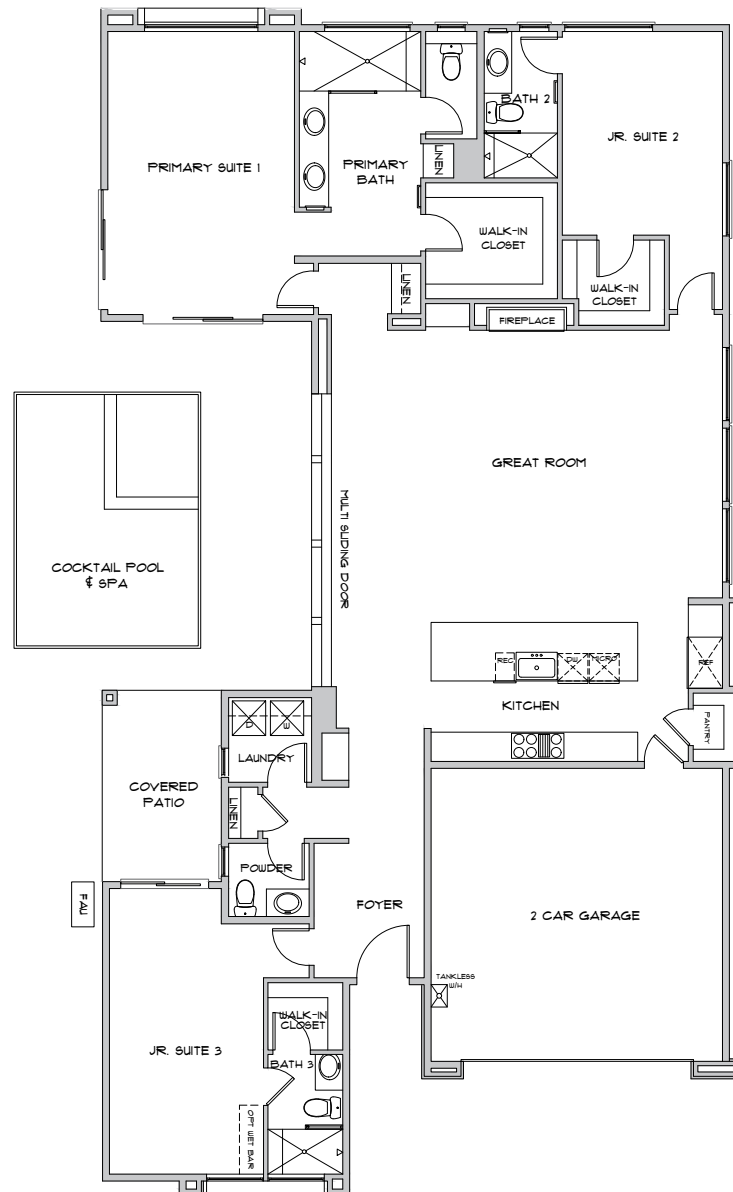 BATH 2
JR. SUITE 2
PRIMARY SUITE 1
PRIMARY
BATH
LINEN
WALK-IN
CLOSET
LINEN
WALK-IN
CLOSET
FIREPLACE
GREAT ROOM
MULTI SLIDING DOOR
COCKTAIL POOL
& SPA
REC
DW
MICRO
REF
KITCHEN
PANTRY
D
LAUNDRY
COVERED
PATIO
LINEN
POWDER
FAU
FOYER
2 CAR GARAGE
TANKLESS
W/H
WALK-IN
CLOSET
JR. SUITE 3
BATH 3
OPT WET BAR